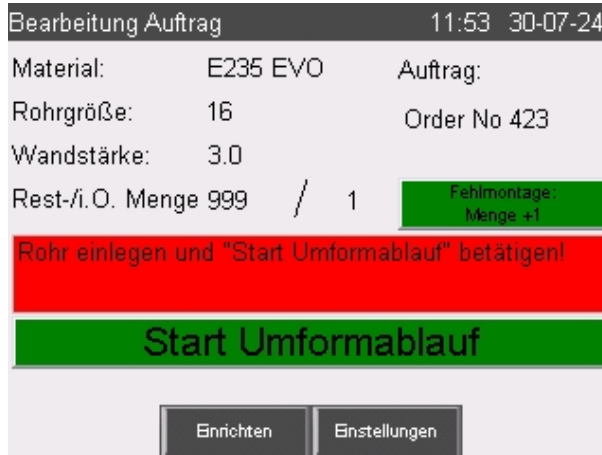 Bearbeitung Auftrag 11:53 30-07-24
Material: E235 EVO Auftrag:
Rohrgröße: 16 Order No 423
Wandstärke: 3.0
Rest-/i.O. Menge 999 / 1 Fehlmontage:
Menge +1
Rohr einlegen und "Start Umformablauf" betätigen!
Start Umformablauf
Einrichten Einstellungen